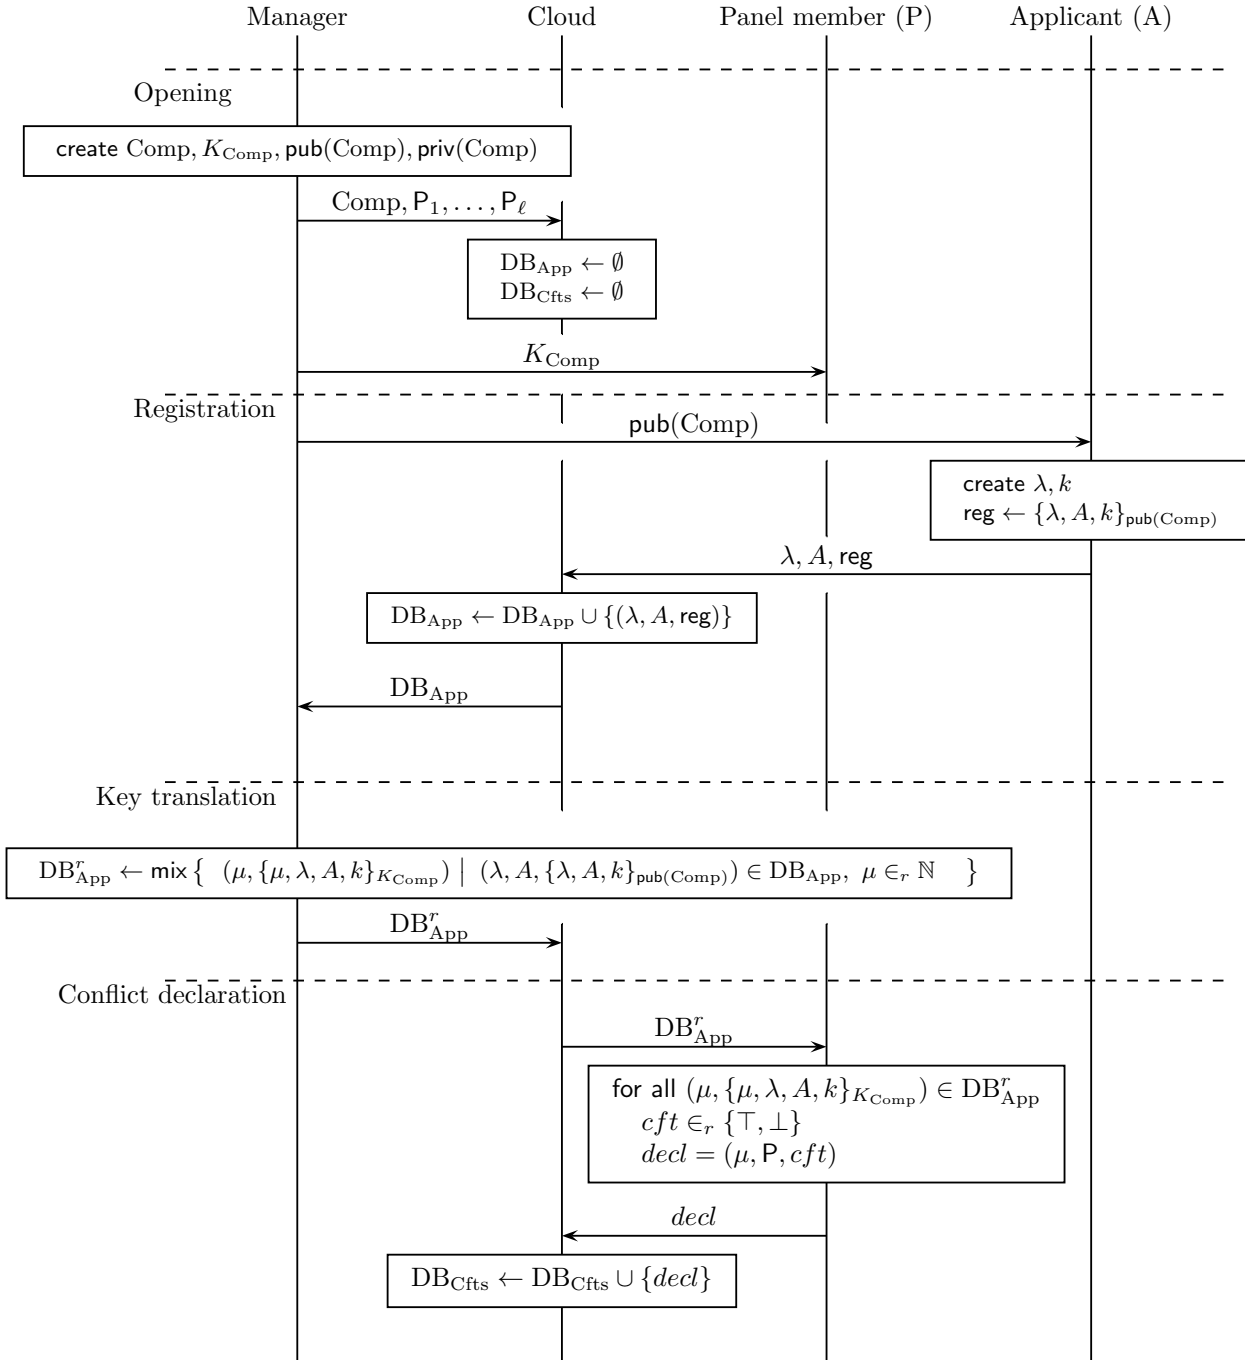 Manager Cloud Panel member (P) Applicant (A)
Opening
create Comp, K_Comp, pub(Comp), priv(Comp)
Comp, P_1, . . . , P_ℓ
DB_App ← ∅
DB_Cfts ← ∅
K_Comp
Registration
pub(Comp)
create λ, k
reg ← {λ, A, k}_pub(Comp)
λ, A, reg
DB_App ← DB_App ∪ {(λ, A, reg)}
DB_App
Key translation
DB^r_App ← mix { (μ, {μ, λ, A, k}_K_Comp) | (λ, A, {λ, A, k}_pub(Comp)) ∈ DB_App, μ ∈_r ℕ }
DB^r_App
Conflict declaration
DB^r_App
for all (μ, {μ, λ, A, k}_K_Comp) ∈ DB^r_App
cft ∈_r {⊤, ⊥}
decl = (μ, P, cft)
decl
DB_Cfts ← DB_Cfts ∪ {decl}